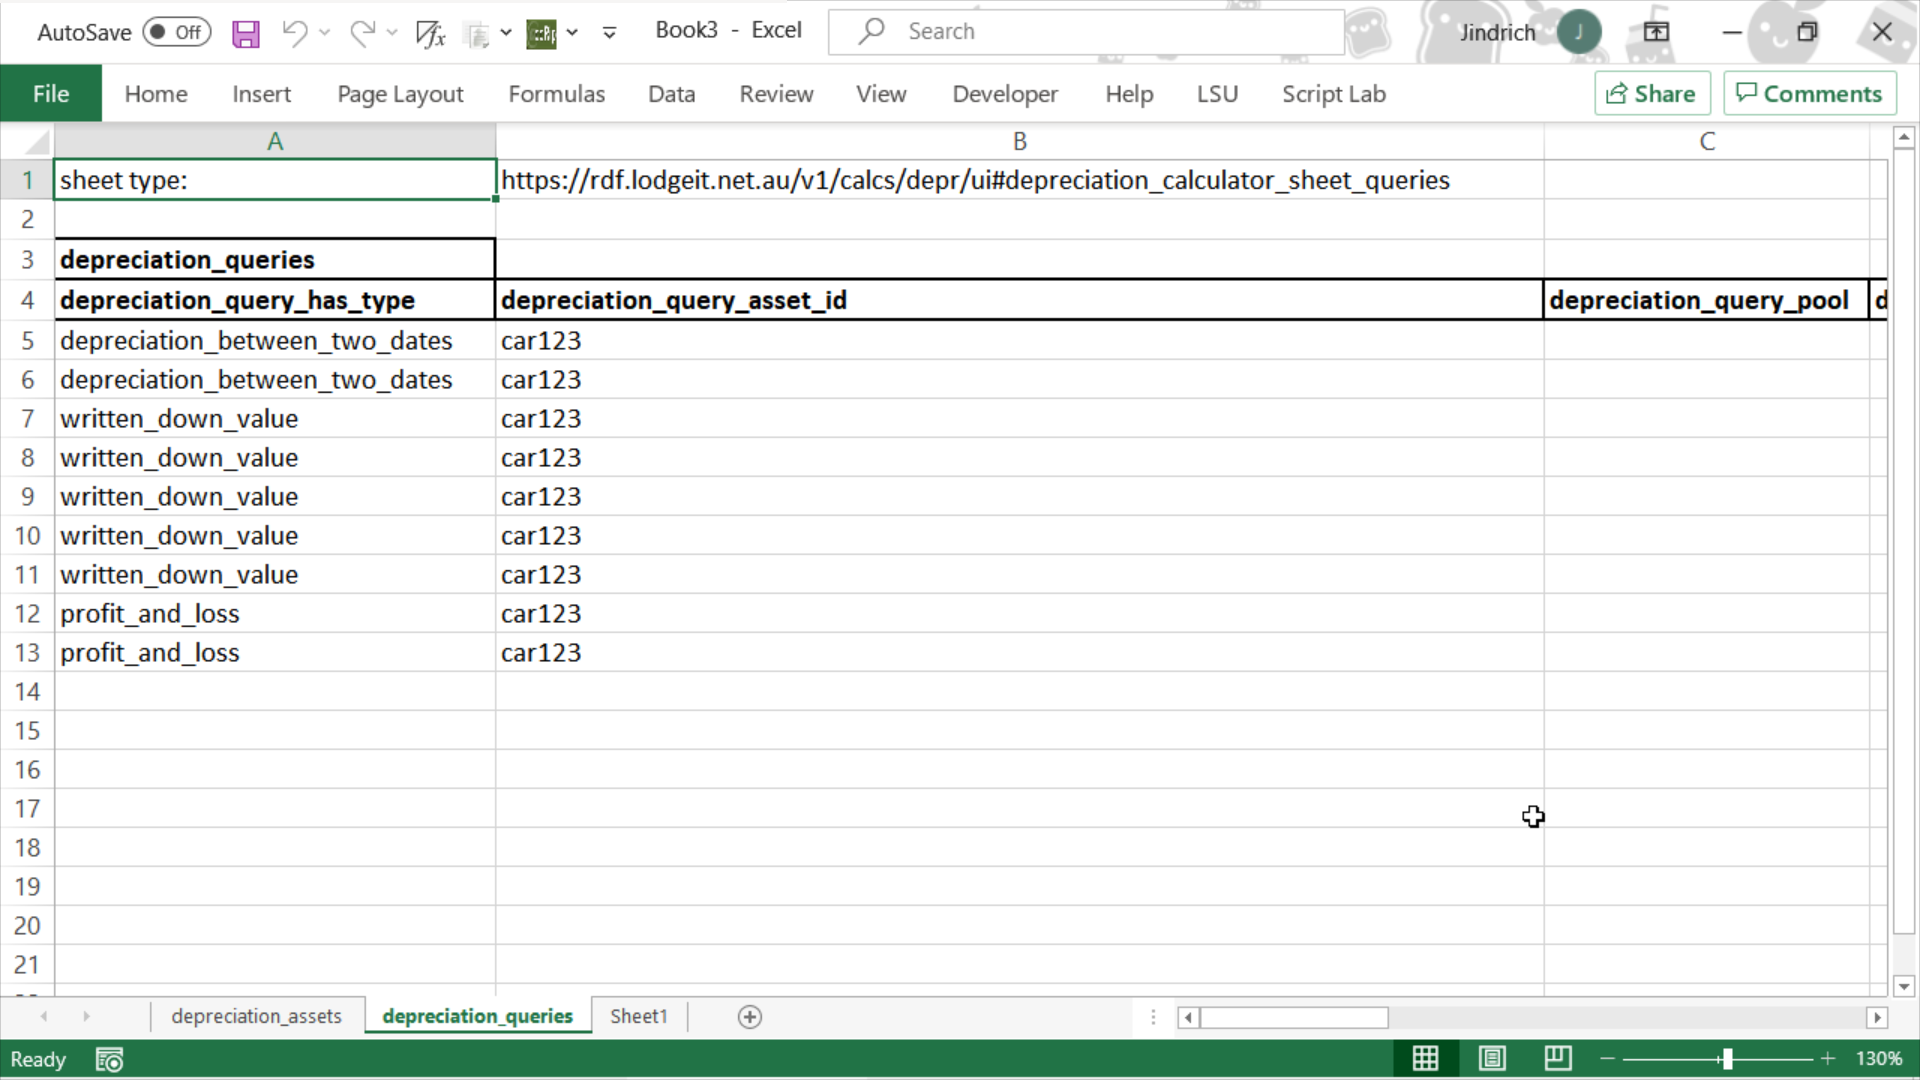 AutoSave Off Book3 - Excel Search Jindrich J
File Home Insert Page Layout Formulas Data Review View Developer Help LSU Script Lab Share Comments
A B C
1 sheet type: https://rdf.lodgeit.net.au/v1/calcs/depr/ui#depreciation_calculator_sheet_queries
2
3 depreciation_queries
4 depreciation_query_has_type depreciation_query_asset_id depreciation_query_pool d
5 depreciation_between_two_dates car123
6 depreciation_between_two_dates car123
7 written_down_value car123
8 written_down_value car123
9 written_down_value car123
10 written_down_value car123
11 written_down_value car123
12 profit_and_loss car123
13 profit_and_loss car123
14
15
16
17
18
19
20
21
depreciation_assets depreciation_queries Sheet1
Ready 130%